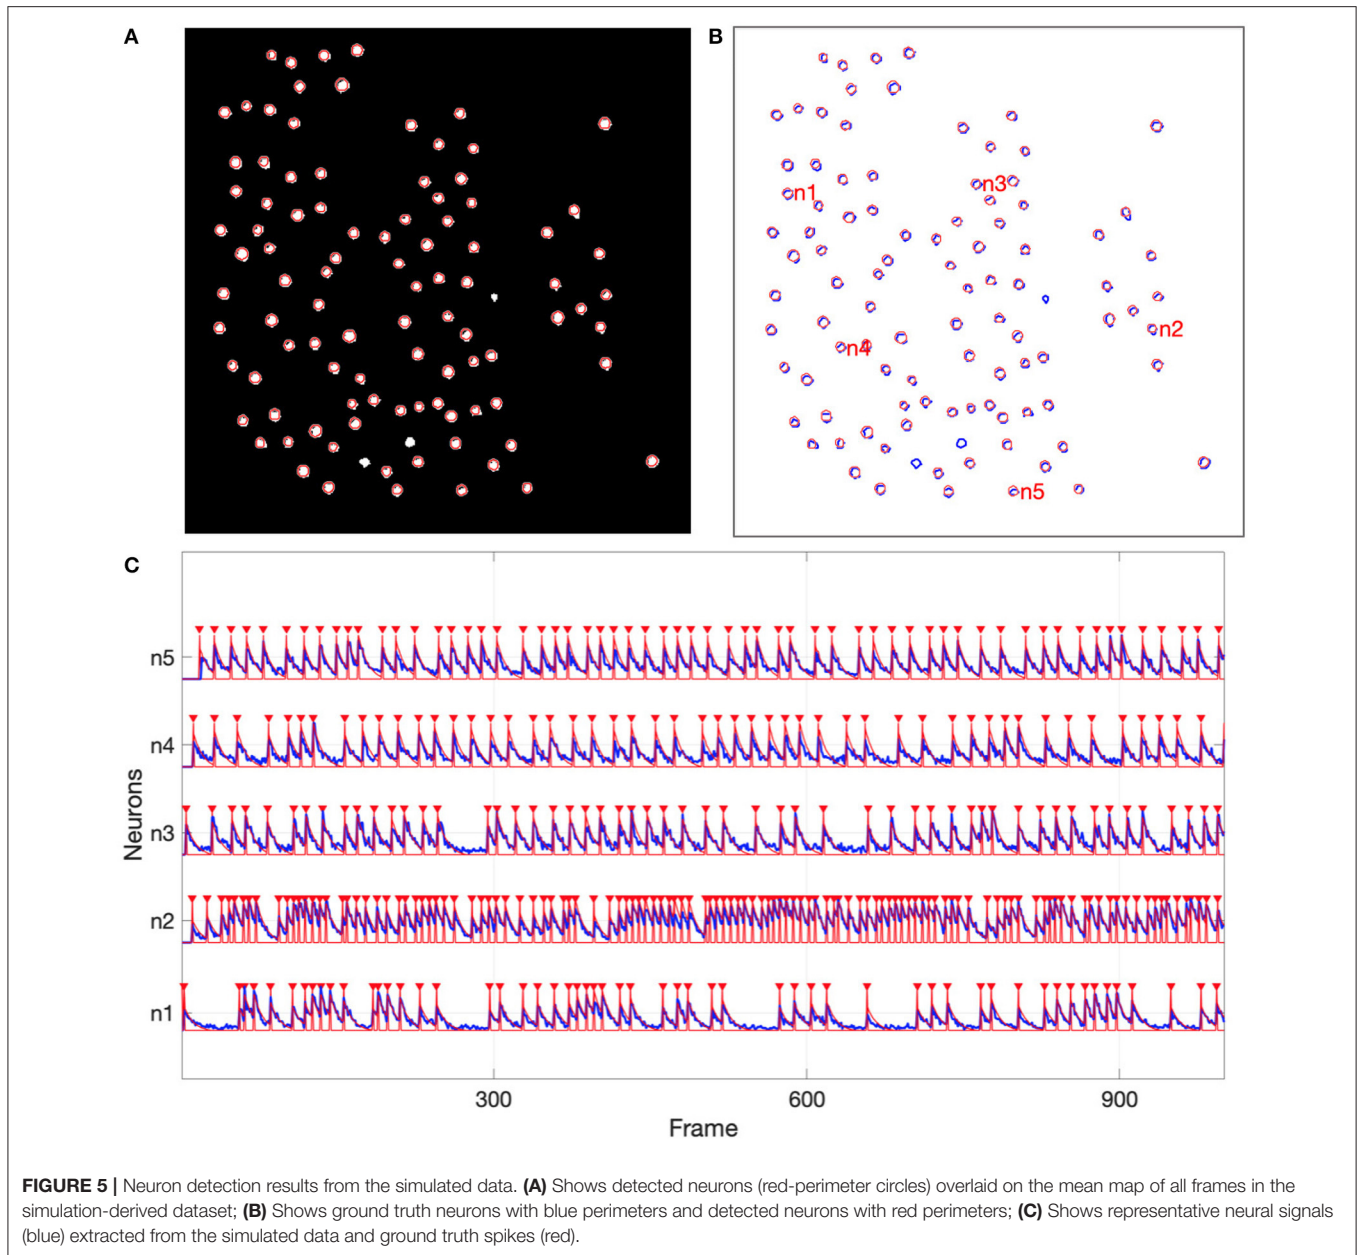 A
B
n1
n3
n2
n4
n5
C
n5
n4
n3
n2
n1
Neurons
300 600 900
Frame
FIGURE 5 | Neuron detection results from the simulated data. (A) Shows detected neurons (red-perimeter circles) overlaid on the mean map of all frames in the
simulation-derived dataset; (B) Shows ground truth neurons with blue perimeters and detected neurons with red perimeters; (C) Shows representative neural signals
(blue) extracted from the simulated data and ground truth spikes (red).